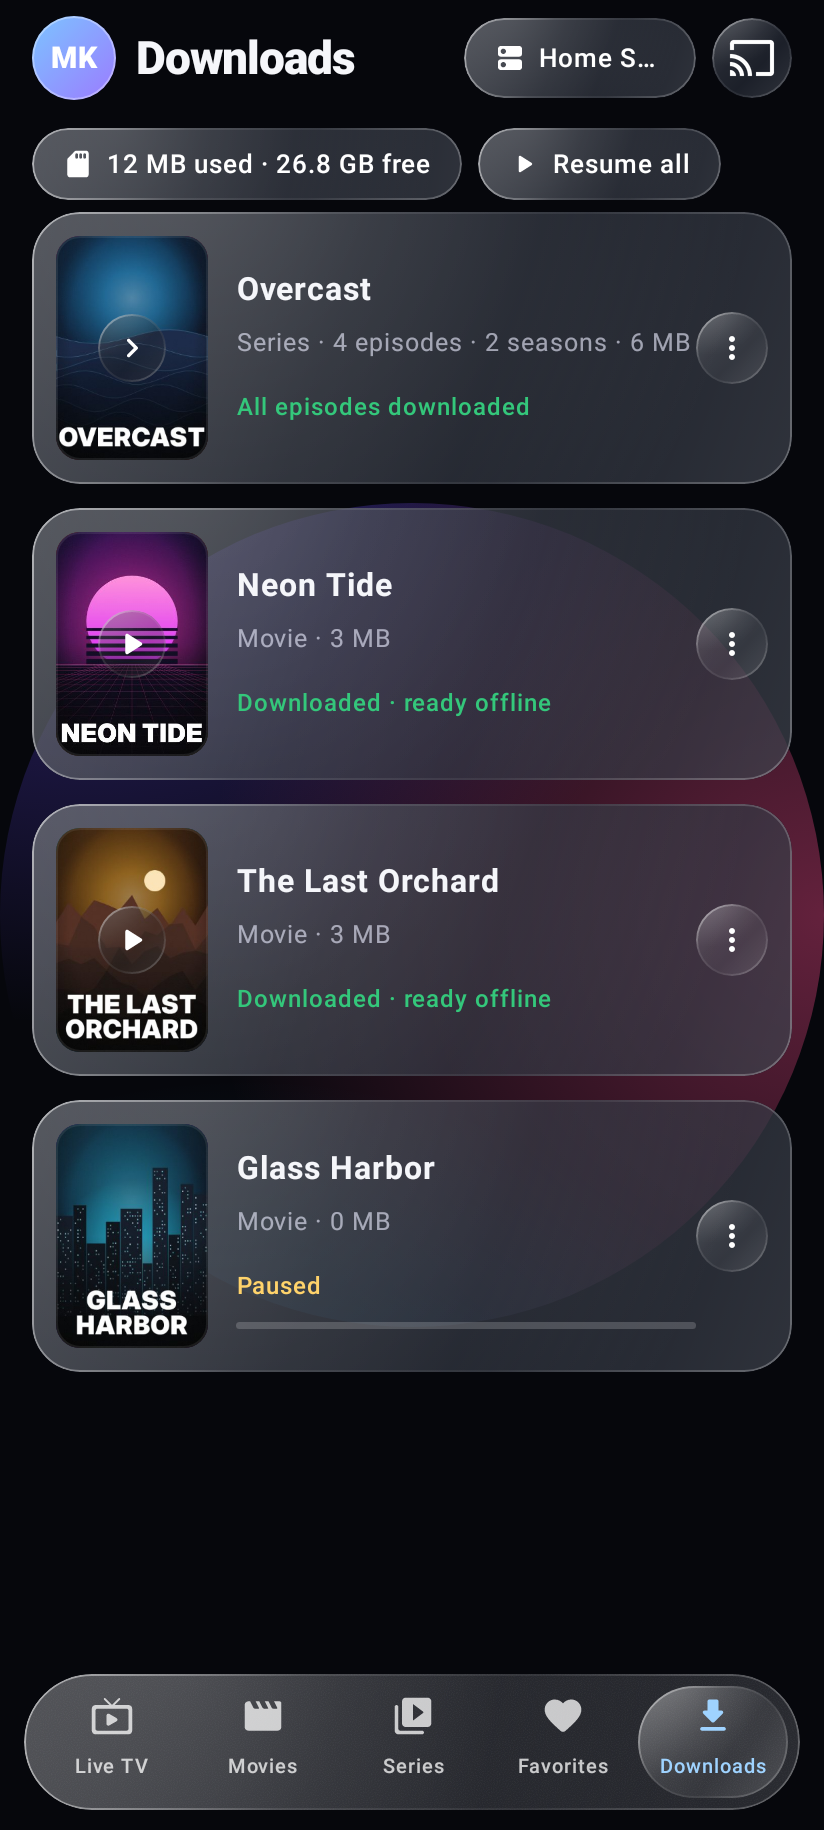 MK
Downloads
Home S...
12 MB used · 26.8 GB free
Resume all
OVERCAST
Overcast
Series · 4 episodes · 2 seasons · 6 MB
All episodes downloaded
NEON TIDE
Neon Tide
Movie · 3 MB
Downloaded · ready offline
THE LAST
ORCHARD
The Last Orchard
Movie · 3 MB
Downloaded · ready offline
GLASS
HARBOR
Glass Harbor
Movie · 0 MB
Paused
Live TV
Movies
Series
Favorites
Downloads